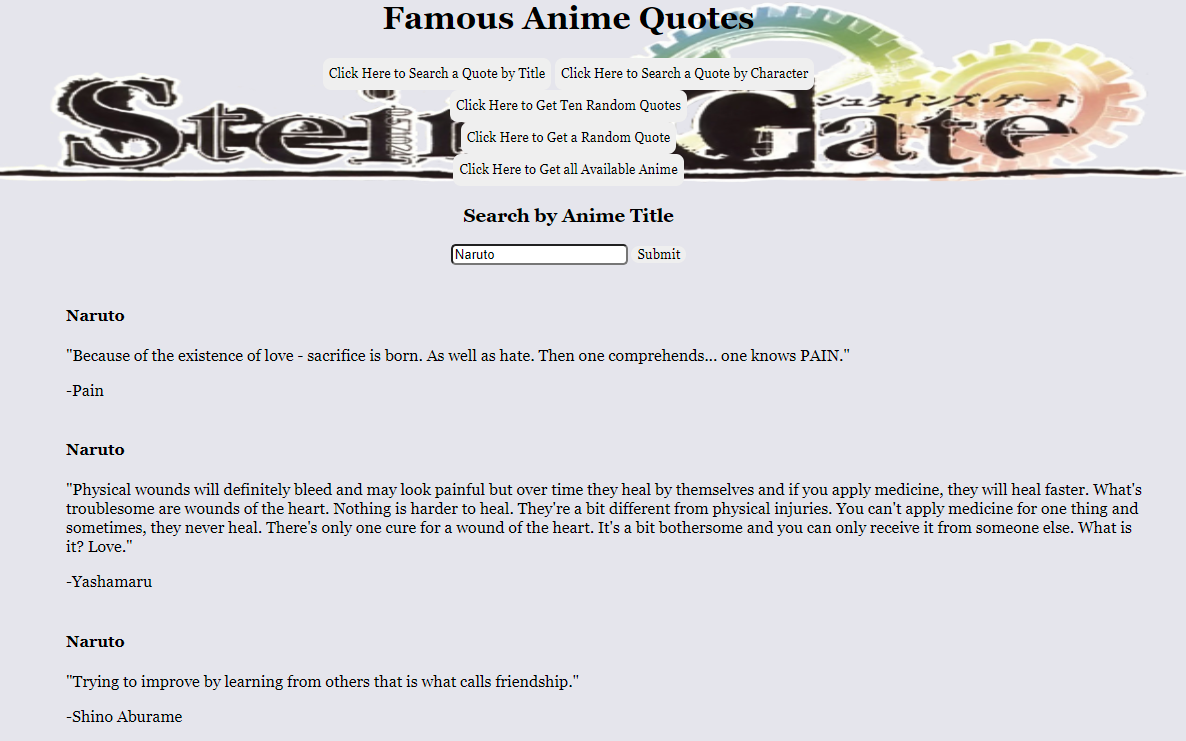 Famous Anime Quotes
Click Here to Search a Quote by Title Click Here to Search a Quote by Character
Click Here to Get Ten Random Quotes
Click Here to Get a Random Quote
Click Here to Get all Available Anime
シュタインズ・ゲート
Gate
Search by Anime Title
Naruto Submit
Naruto
"Because of the existence of love - sacrifice is born. As well as hate. Then one comprehends... one knows PAIN."
-Pain
Naruto
"Physical wounds will definitely bleed and may look painful but over time they heal by themselves and if you apply medicine, they will heal faster. What's
troublesome are wounds of the heart. Nothing is harder to heal. They're a bit different from physical injuries. You can't apply medicine for one thing and
sometimes, they never heal. There's only one cure for a wound of the heart. It's a bit bothersome and you can only receive it from someone else. What is
it? Love."
-Yashamaru
Naruto
"Trying to improve by learning from others that is what calls friendship."
-Shino Aburame